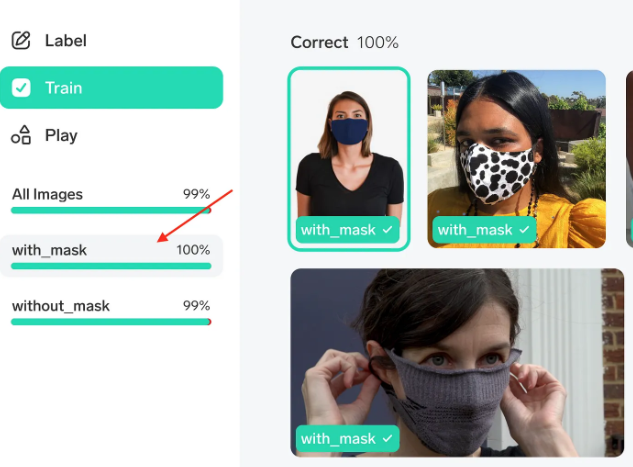 Label
Train
Play
All Images 99%
with_mask 100%
without_mask 99%
Correct 100%
with_mask
with_mask
with_mask